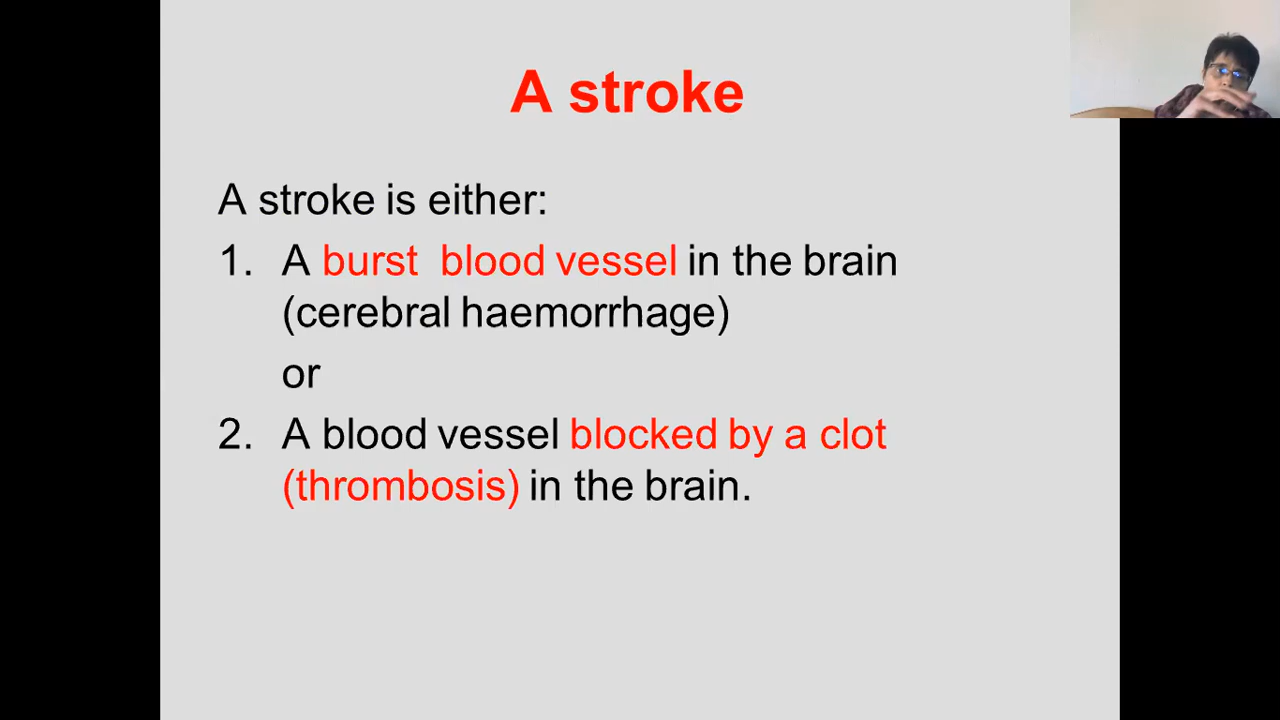 A stroke
A stroke is either:
1. A burst  blood vessel in the brain
(cerebral haemorrhage)
or
2. A blood vessel blocked by a clot
(thrombosis) in the brain.